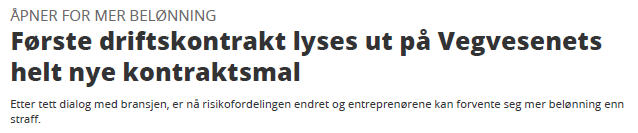 ÅPNER FOR MER BELØNNING
Første driftskontrakt lyses ut på Vegvesenets
helt nye kontraktsmal
Etter tett dialog med bransjen, er nå risikofordelingen endret og entreprenørene kan forvente seg mer belønning enn
straff.